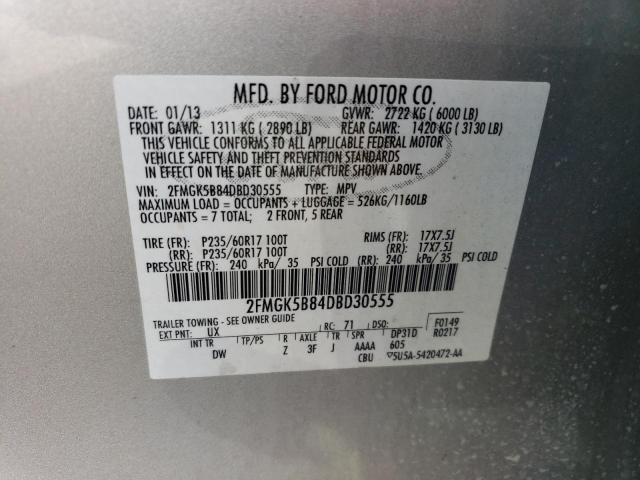 MFD. BY FORD MOTOR CO.
DATE: 01/13 GVWR: 2722 KG ( 6000 LB)
FRONT GAWR: 1311 KG ( 2890 LB) REAR GAWR: 1420 KG ( 3130 LB)
THIS VEHICLE CONFORMS TO ALL APPLICABLE FEDERAL MOTOR
VEHICLE SAFETY AND THEFT PREVENTION STANDARDS
IN EFFECT ON THE DATE OF MANUFACTURE SHOWN ABOVE.
VIN: 2FMGK5B84DBD30555 TYPE: MPV
MAXIMUM LOAD = OCCUPANTS + LUGGAGE = 526KG/1160LB
OCCUPANTS = 7 TOTAL; 2 FRONT, 5 REAR
TIRE (FR): P235/60R17 100T RIMS (FR): 17X7.5J
(RR): P235/60R17 100T (RR): 17X7.5J
PRESSURE (FR): 240 kPa/ 35 PSI COLD (RR): 240 kPa/ 35 PSI COLD
2FMGK5B84DBD30555
TRAILER TOWING - SEE OWNER GUIDE
EXT PNT: UX RC: 71 DSO: F0149
INT TR TP/PS R AXLE TR SPR DP31D R0217
DW Z 3F J AAAA 605
CBU 5U5A-5420472-AA